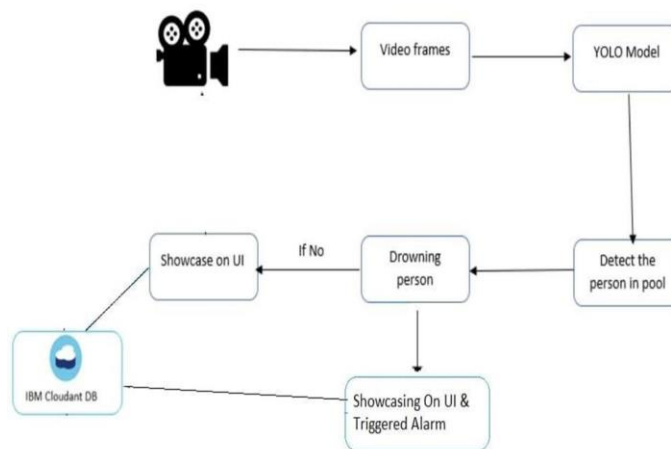 Video frames
YOLO Model
Detect the
person in pool
Drowning
person
If No
Showcase on UI
IBM Cloudant DB
Showcasing On UI &
Triggered Alarm